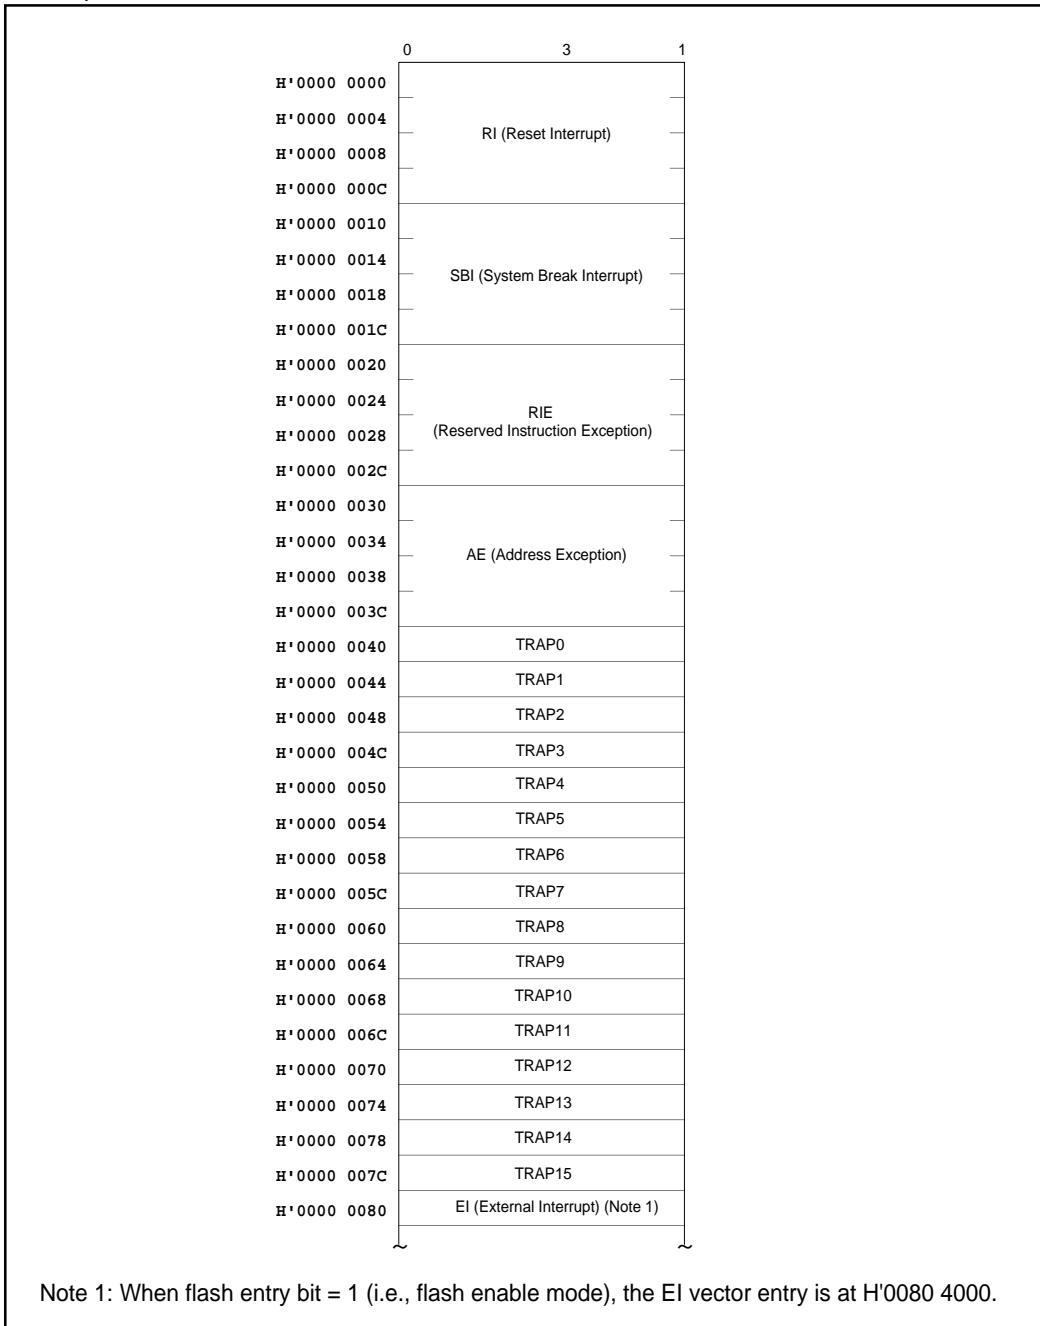 0 3 1
H'0000 0000
H'0000 0004
RI (Reset Interrupt)
H'0000 0008
H'0000 000C
H'0000 0010
H'0000 0014
SBI (System Break Interrupt)
H'0000 0018
H'0000 001C
H'0000 0020
H'0000 0024
RIE
(Reserved Instruction Exception)
H'0000 0028
H'0000 002C
H'0000 0030
H'0000 0034
AE (Address Exception)
H'0000 0038
H'0000 003C
H'0000 0040 TRAP0
H'0000 0044 TRAP1
H'0000 0048 TRAP2
H'0000 004C TRAP3
H'0000 0050 TRAP4
H'0000 0054 TRAP5
H'0000 0058 TRAP6
H'0000 005C TRAP7
H'0000 0060 TRAP8
H'0000 0064 TRAP9
H'0000 0068 TRAP10
H'0000 006C TRAP11
H'0000 0070 TRAP12
H'0000 0074 TRAP13
H'0000 0078 TRAP14
H'0000 007C TRAP15
H'0000 0080 EI (External Interrupt) (Note 1)
~ ~
Note 1: When flash entry bit = 1 (i.e., flash enable mode), the EI vector entry is at H'0080 4000.